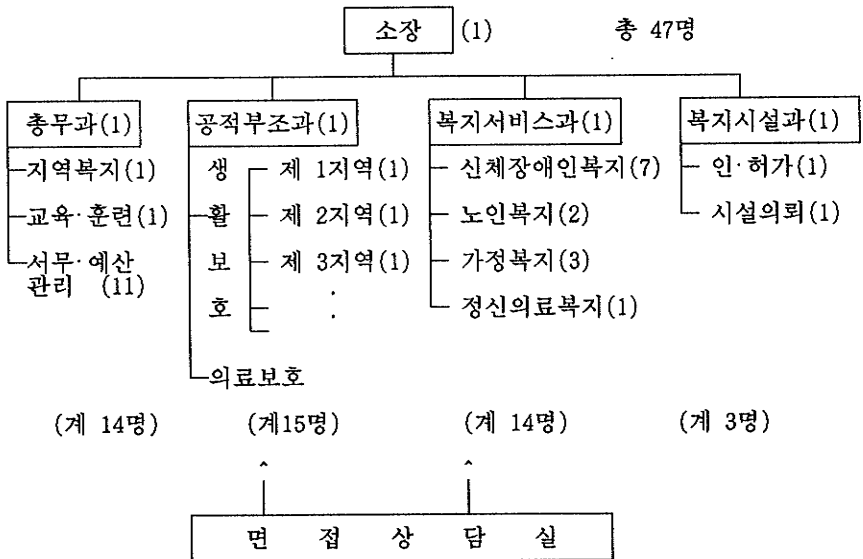 소장 (1) 총 47명
총무과(1) 공적부조과(1) 복지서비스과(1) 복지시설과(1)
지역복지(1) 생 제 1지역(1) 신체장애인복지(7) 인·허가(1)
교육·훈련(1) 활 제 2지역(1) 노인복지(2) 시설의뢰(1)
서무·예산 보 제 3지역(1) 가정복지(3)
관리 (11) 호 · 정신의료복지(1)
의료보호
(계 14명) (계15명) (계 14명) (계 3명)
면 접 상 담 실